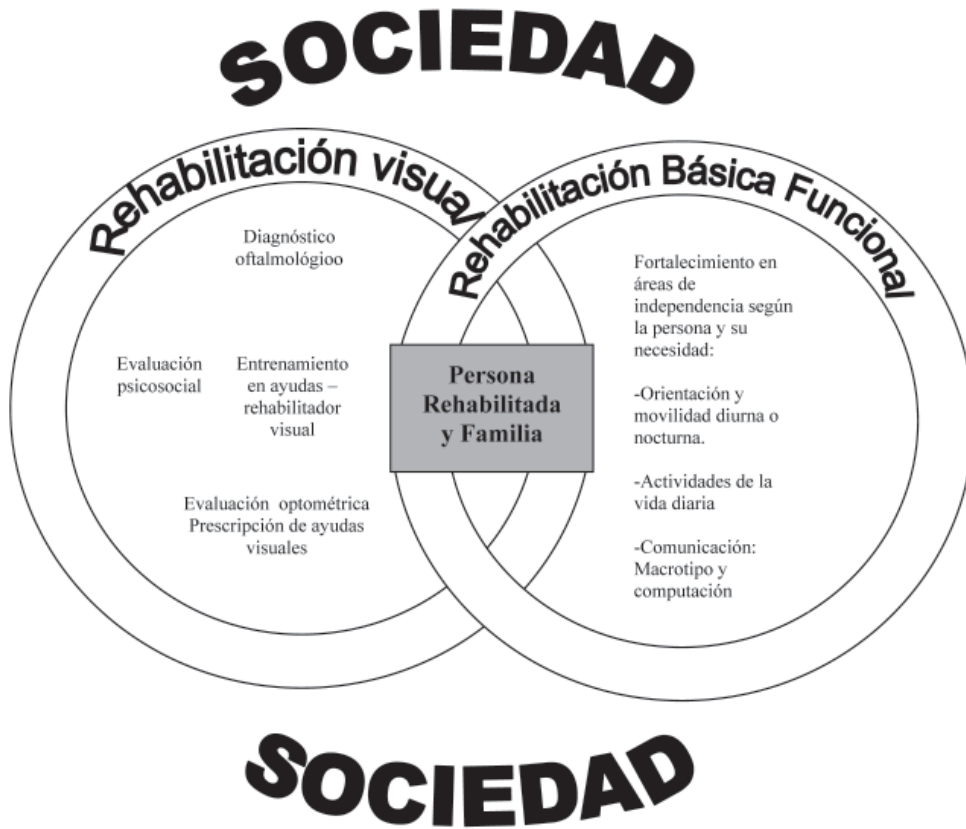 SOCIEDAD
Rehabilitación visual
Diagnóstico
oftalmológioo
Evaluación
psicosocial
Entrenamiento
en ayudas –
rehabilitador
visual
Evaluación optométrica
Prescripción de ayudas
visuales
Persona
Rehabilitada
y Familia
Rehabilitación Básica Funcional
Fortalecimiento en
áreas de
independencia según
la persona y su
necesidad:
-Orientación y
movilidad diurna o
nocturna.
-Actividades de la
vida diaria
-Comunicación:
Macrotipo y
computación
SOCIEDAD